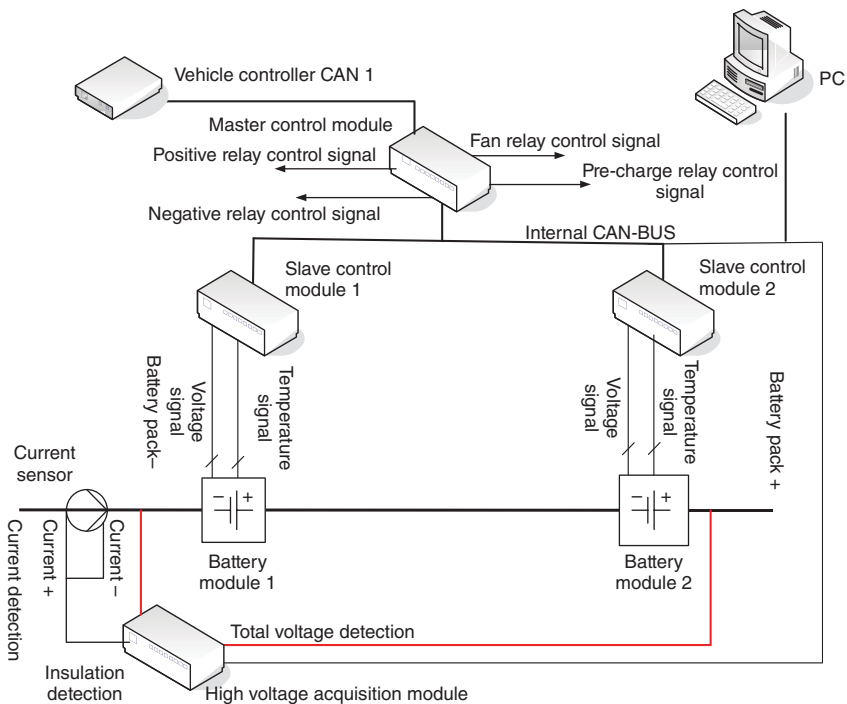 Vehicle controller CAN 1
PC
Master control module
Fan relay control signal
Positive relay control signal
Pre-charge relay control
signal
Negative relay control signal
Internal CAN-BUS
Slave control
module 1
Slave control
module 2
Battery pack–
Voltage
signal
Temperature
signal
Voltage
signal
Temperature
signal
Battery pack +
Current
sensor
– +
– +
Current detection
Current +
Current –
Battery
module 1
Battery
module 2
Total voltage detection
Insulation
detection
High voltage acquisition module